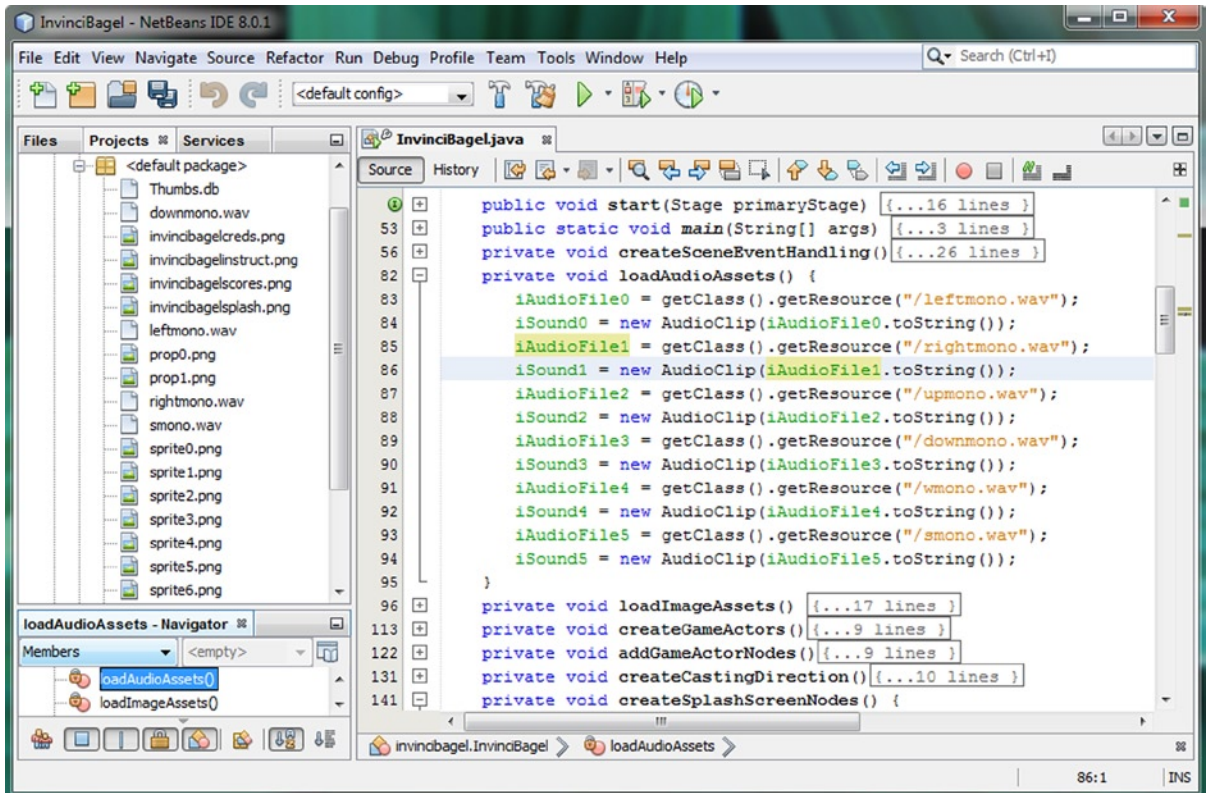 InvinciBagel - NetBeans IDE 8.0.1
File Edit View Navigate Source Refactor Run Debug Profile Team Tools Window Help
Search (Ctrl+I)
<default config>
Files Projects Services
<default package>
Thumbs.db
downmono.wav
invincibagelcreds.png
invincibagelinstruct.png
invincibagelscores.png
invincibagelsplash.png
leftmono.wav
prop0.png
prop1.png
rightmono.wav
smono.wav
sprite0.png
sprite1.png
sprite2.png
sprite3.png
sprite4.png
sprite5.png
sprite6.png
loadAudioAssets - Navigator
Members <empty>
loadAudioAssets()
loadImageAssets()
InvinciBagel.java
Source History
public void start(Stage primaryStage) {...16 lines }
53 public static void main(String[] args) {...3 lines }
56 private void createSceneEventHandling() {...26 lines }
82 private void loadAudioAssets() {
83 iAudioFile0 = getClass().getResource("/leftmono.wav");
84 iSound0 = new AudioClip(iAudioFile0.toString());
85 iAudioFile1 = getClass().getResource("/rightmono.wav");
86 iSound1 = new AudioClip(iAudioFile1.toString());
87 iAudioFile2 = getClass().getResource("/upmono.wav");
88 iSound2 = new AudioClip(iAudioFile2.toString());
89 iAudioFile3 = getClass().getResource("/downmono.wav");
90 iSound3 = new AudioClip(iAudioFile3.toString());
91 iAudioFile4 = getClass().getResource("/wmono.wav");
92 iSound4 = new AudioClip(iAudioFile4.toString());
93 iAudioFile5 = getClass().getResource("/smono.wav");
94 iSound5 = new AudioClip(iAudioFile5.toString());
95 }
96 private void loadImageAssets() {...17 lines }
113 private void createGameActors() {...9 lines }
122 private void addGameActorNodes() {...9 lines }
131 private void createCastingDirection() {...10 lines }
141 private void createSplashScreenNodes() {
invincibagel.InvinciBagel loadAudioAssets
86:1 INS